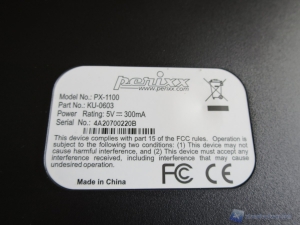 perixx
www.perixx.com
Model No.: PX-1100
Part No.: KU-0603
Power Rating: 5V 300mA
Serial No.: 4A20700220B
This device complies with part 15 of the FCC rules. Operation is
subject to the following two conditions: (1) This device may not
cause harmful interference, and (2) This device must accept any
interference received, including interference that may cause
undesired operation.
Made in China
FC CE